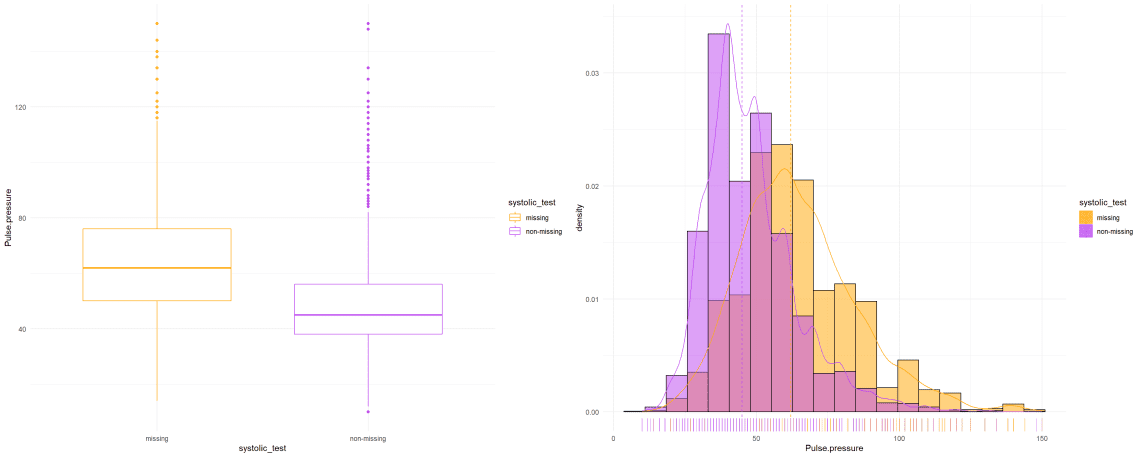 Pulse.pressure
120
80
40
missing
non-missing
systolic_test
systolic_test
missing
non-missing
density
0.03
0.02
0.01
0.00
0
50
100
150
Pulse.pressure
systolic_test
missing
non-missing